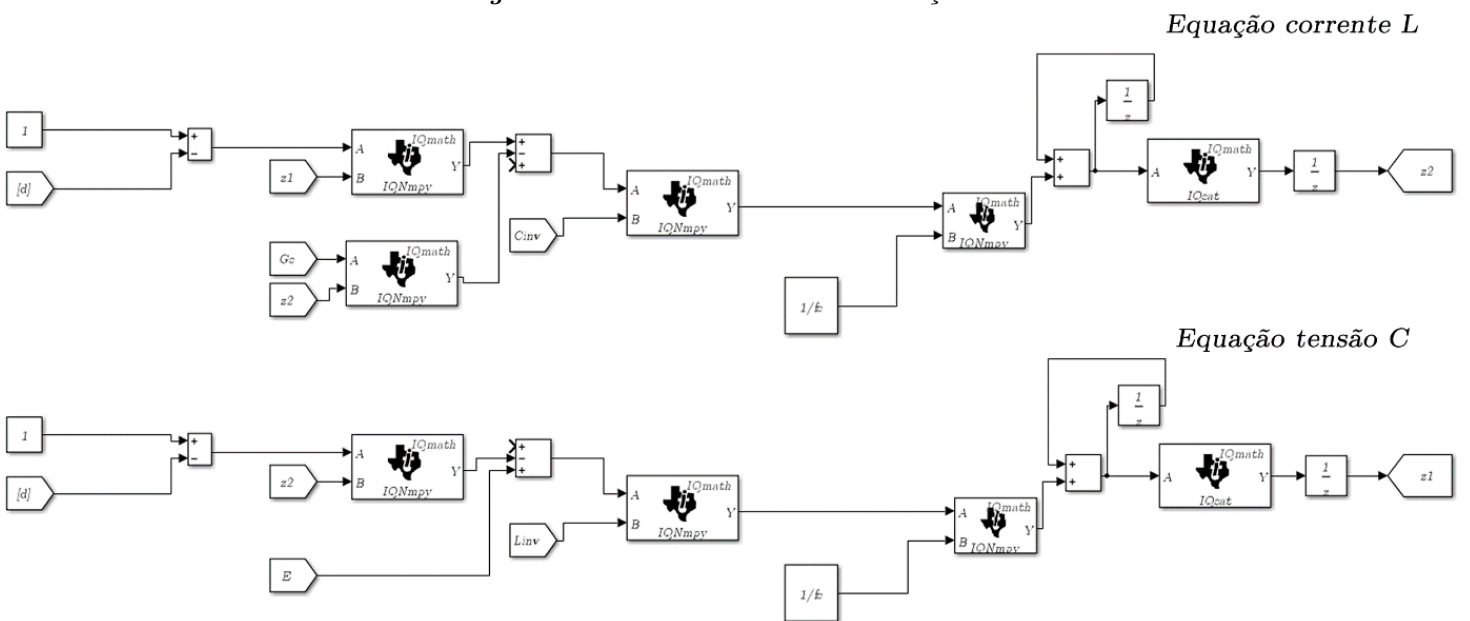 Equação corrente L
1
[d]
+
−
z1
A
B
IQmath
Y
IQNmpy
Gc
z2
A
B
IQmath
Y
IQNmpy
+
−
+
Cinv
A
B
IQmath
Y
IQNmpy
1/fc
A
B
IQmath
Y
IQNmpy
+
+
1
z
A
IQmath
Y
IQsat
1
z
z2
Equação tensão C
1
[d]
+
−
z2
A
B
IQmath
Y
IQNmpy
E
+
−
+
Linv
A
B
IQmath
Y
IQNmpy
1/fc
A
B
IQmath
Y
IQNmpy
+
+
1
z
A
IQmath
Y
IQsat
1
z
z1